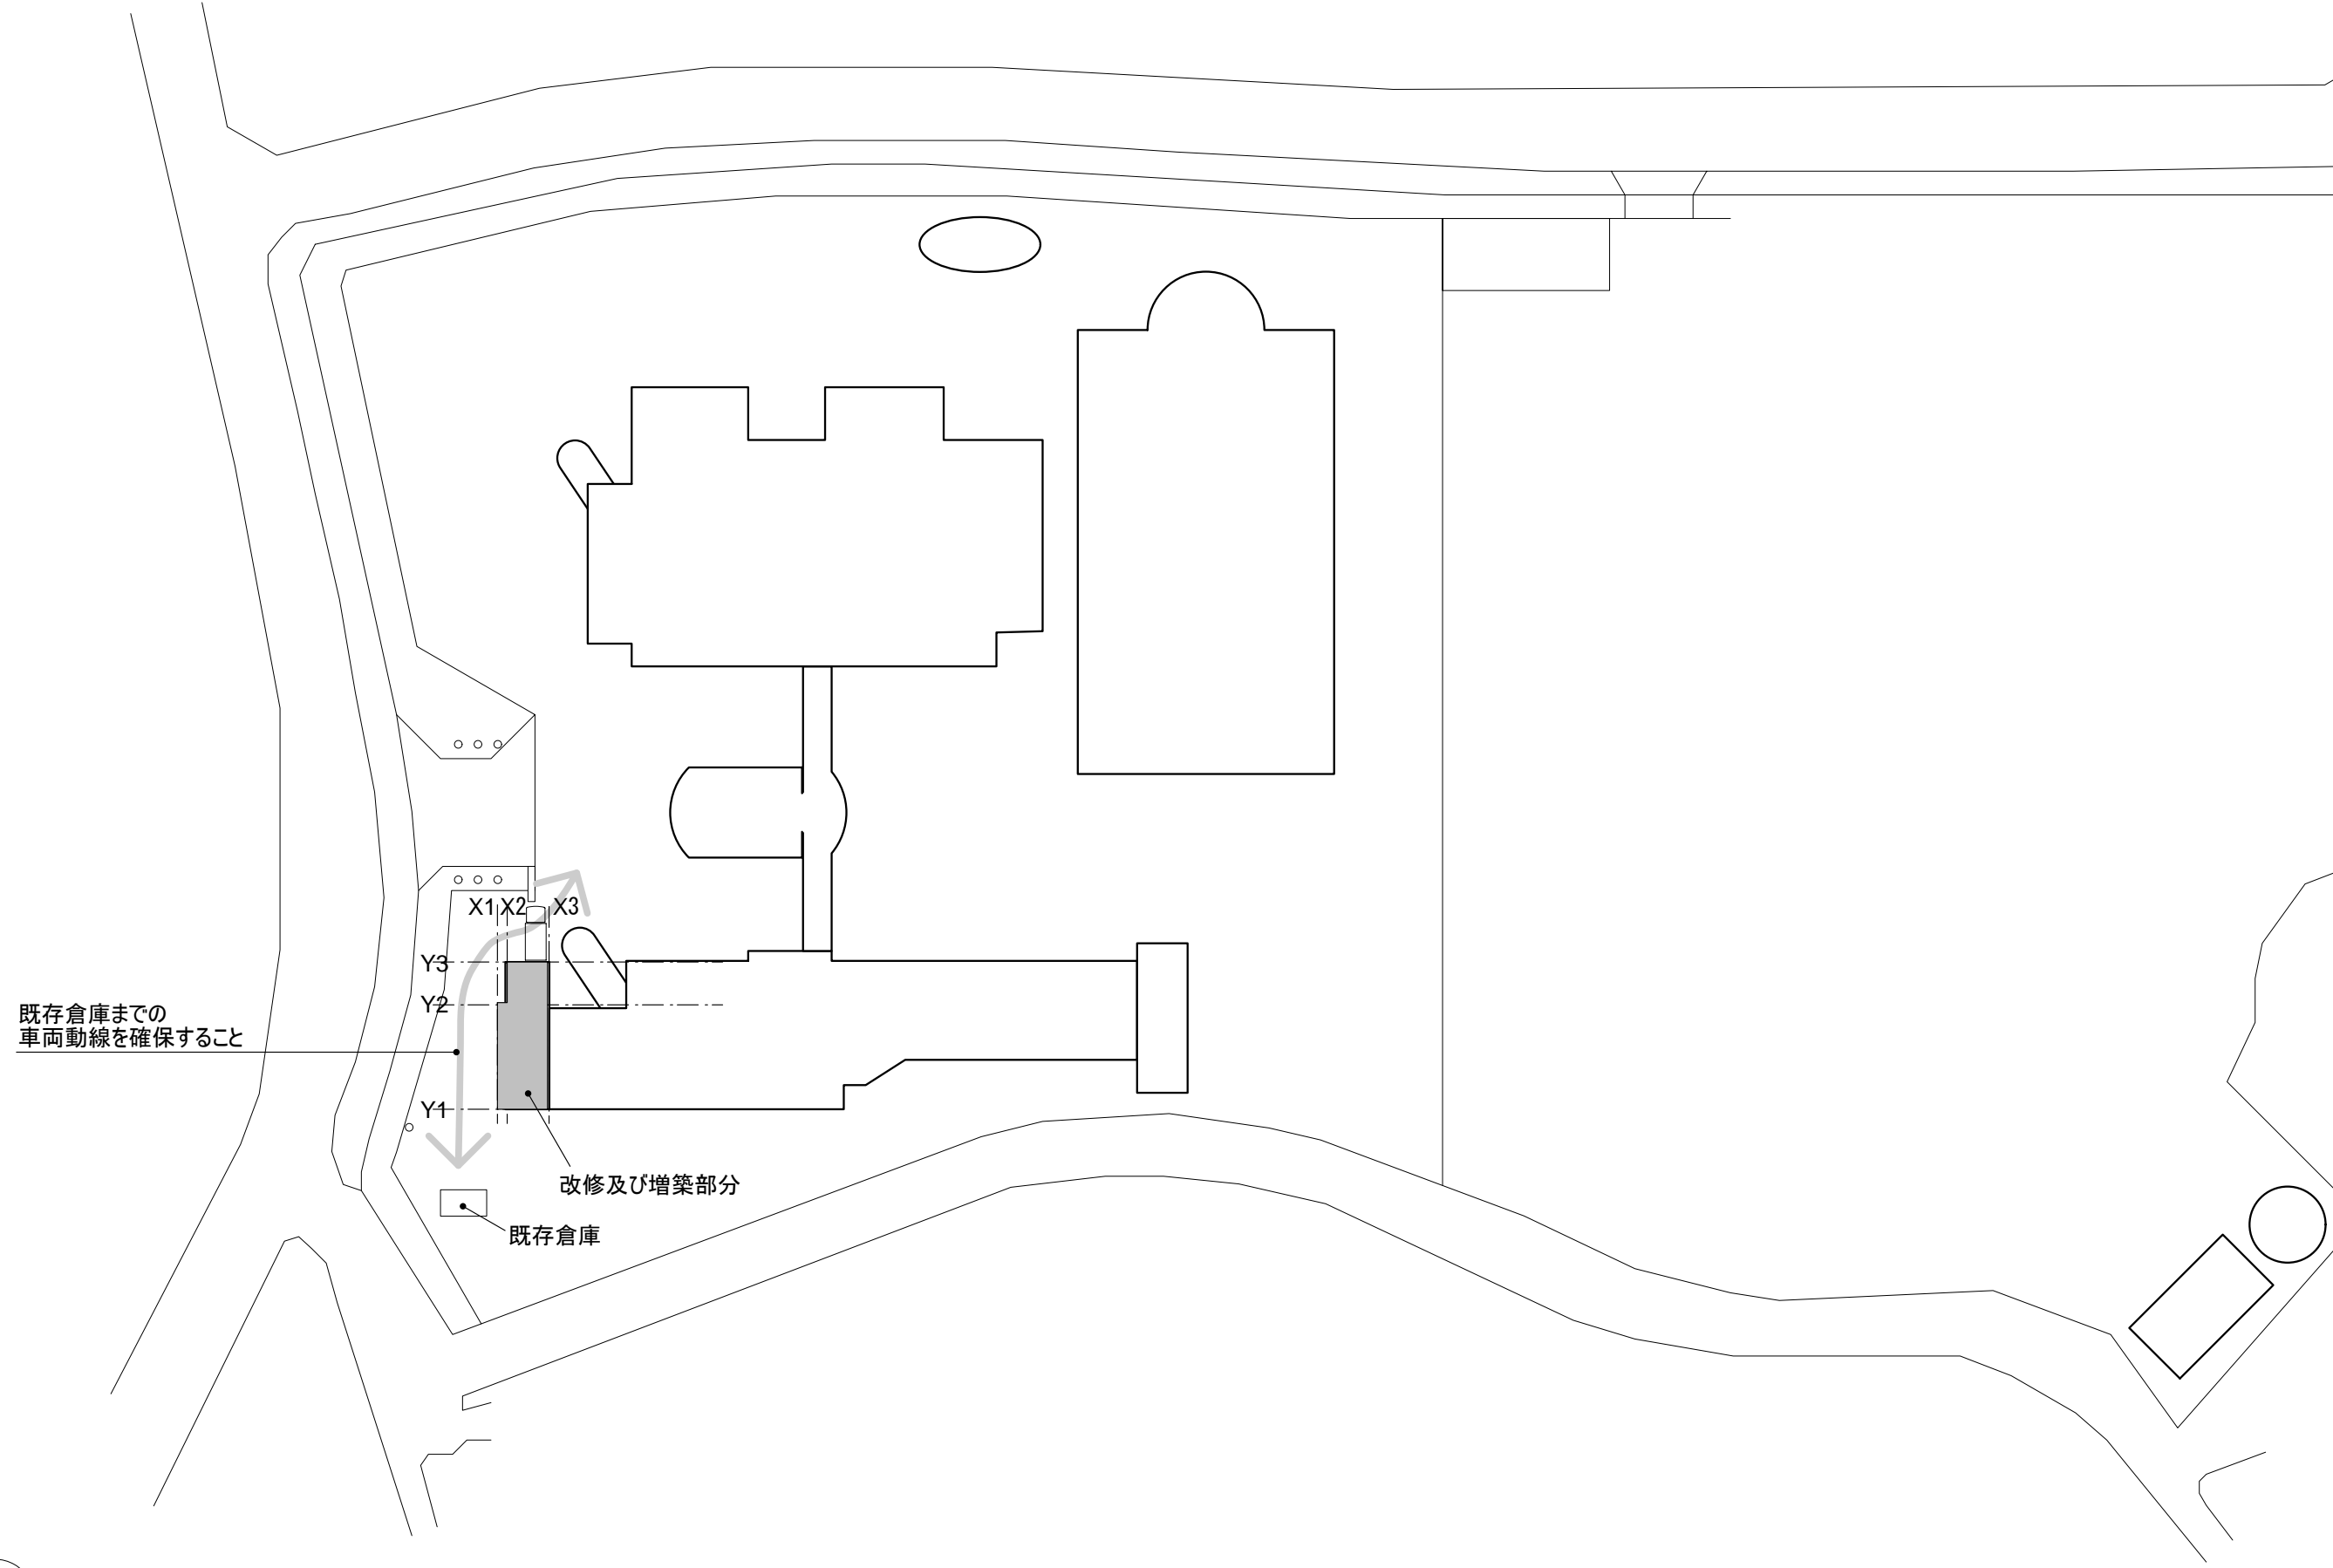 X1 X2 X3
Y3
Y2
既存倉庫までの
車両動線を確保すること
Y1
改修及び増築部分
既存倉庫